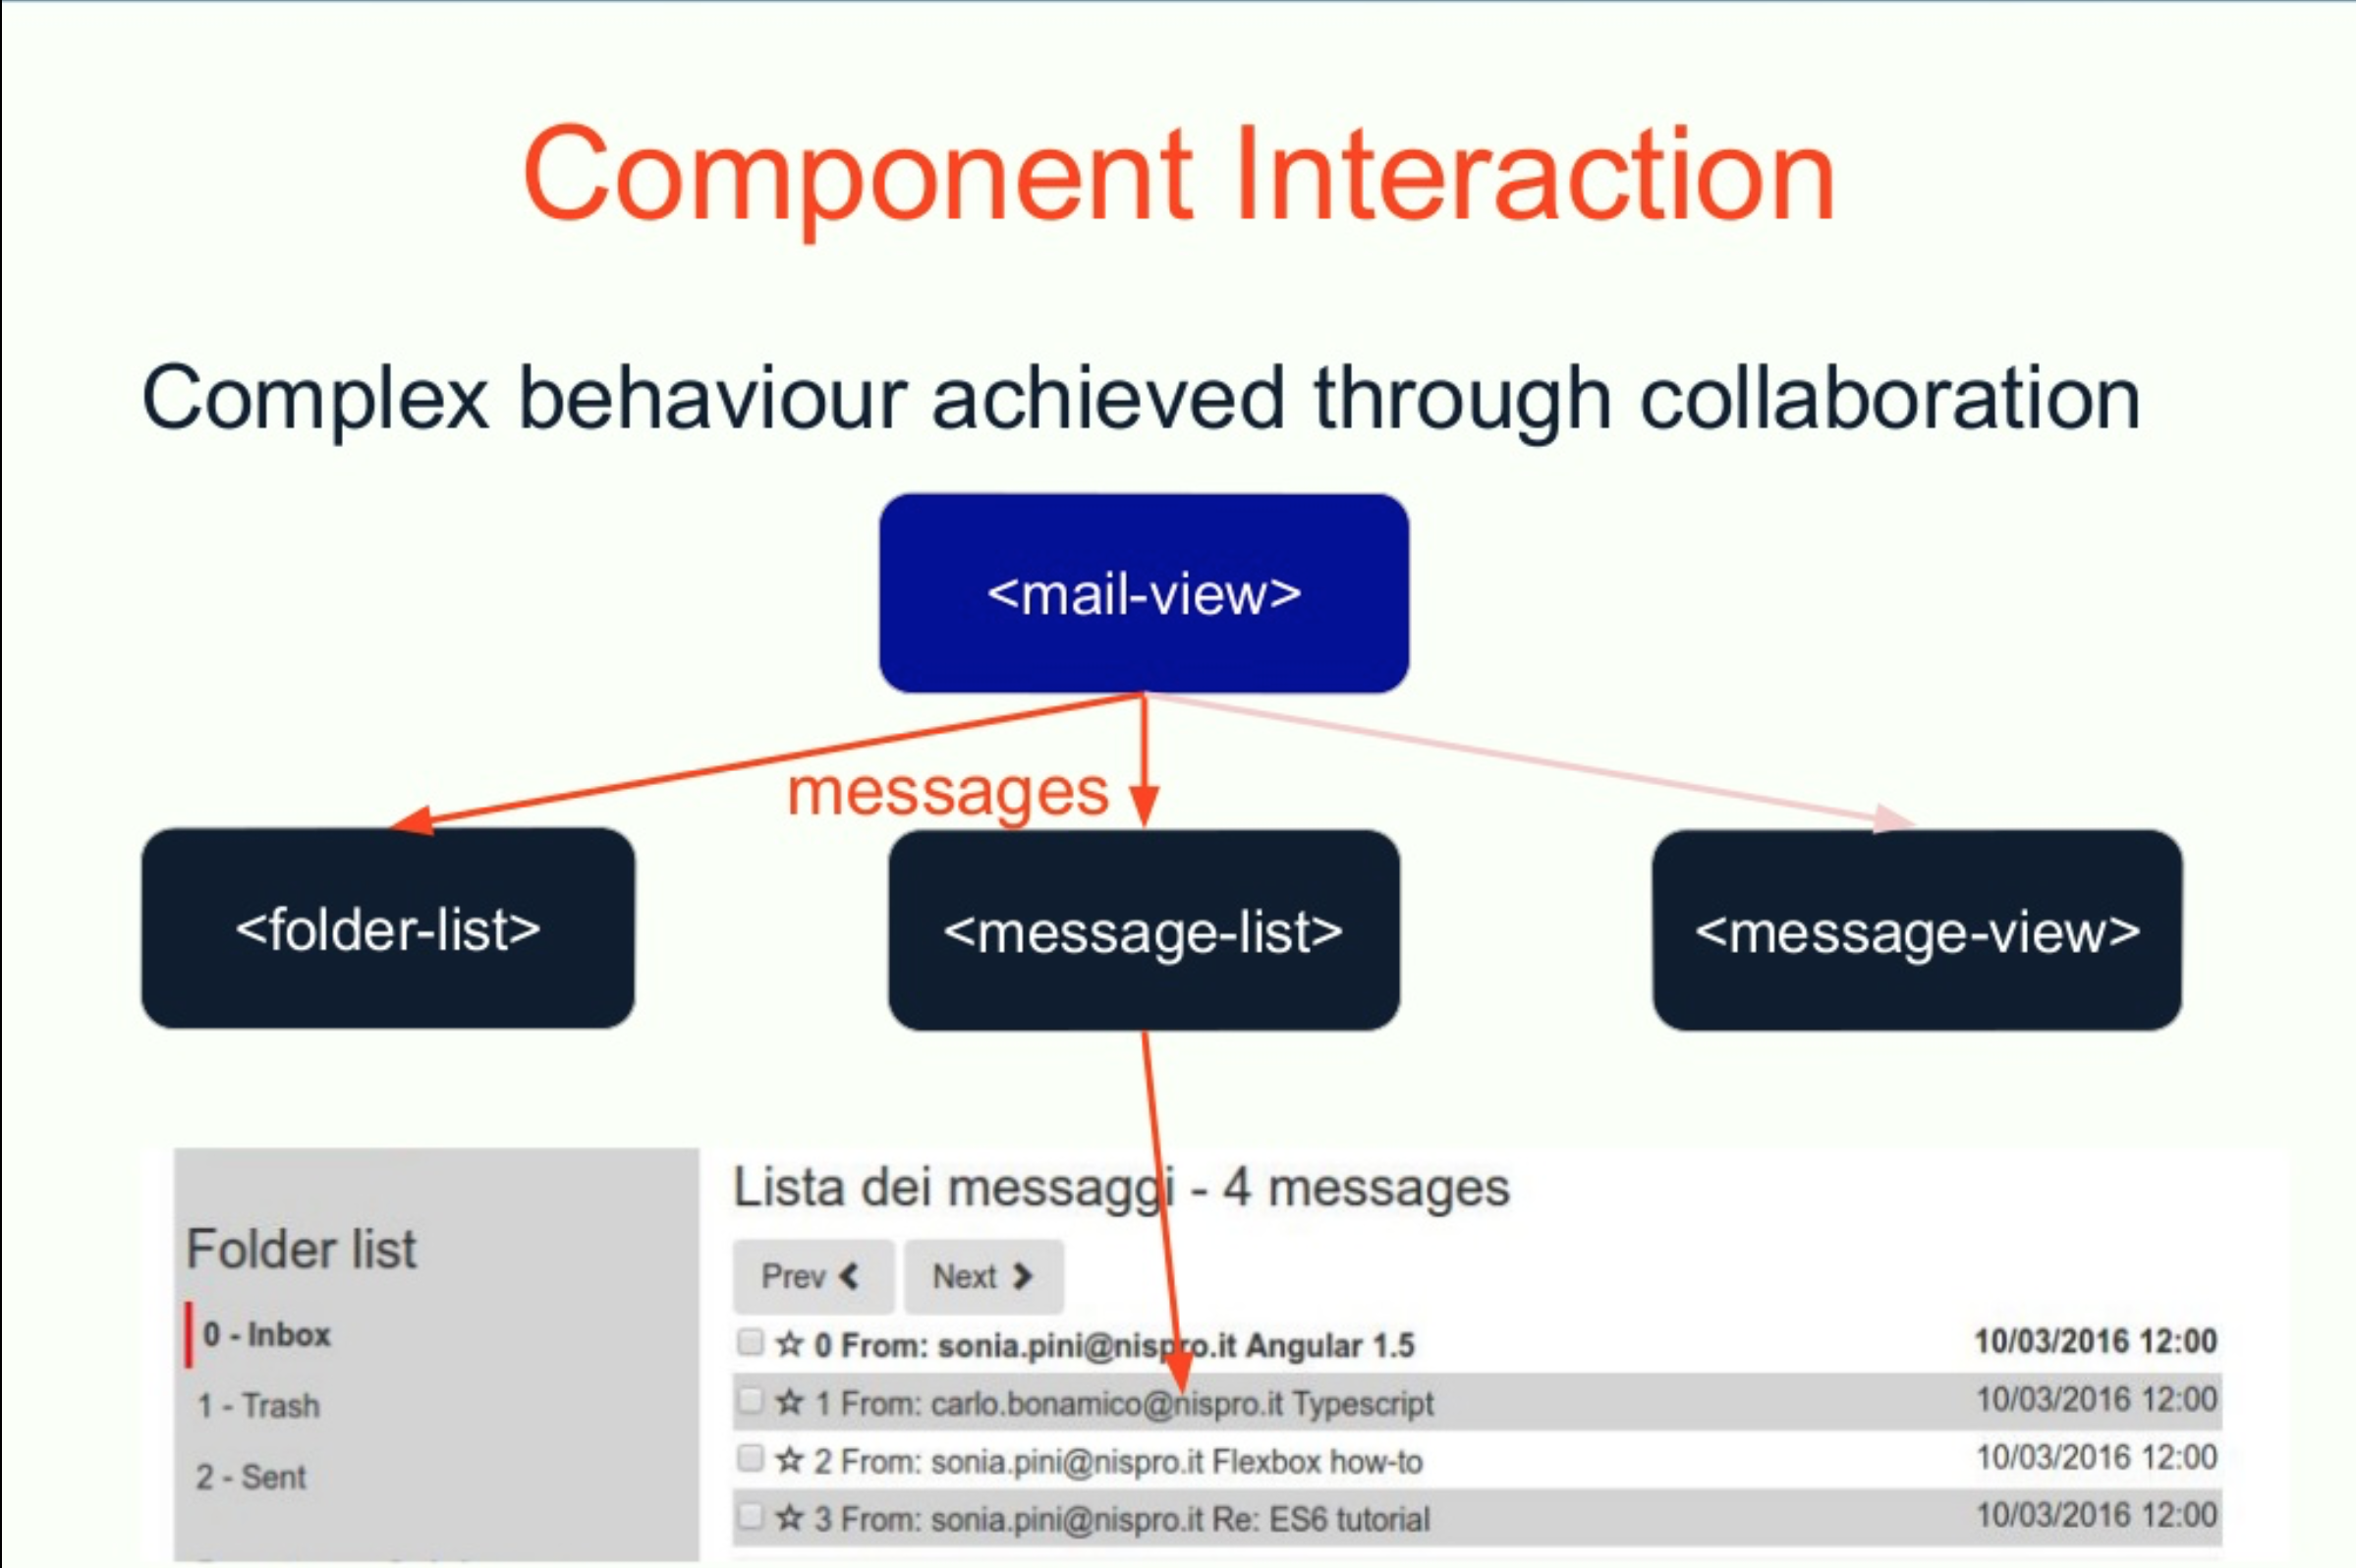 Component Interaction
Complex behaviour achieved through collaboration
<mail-view>
messages
<folder-list>
<message-list>
<message-view>
Folder list
0 - Inbox
1 - Trash
2 - Sent
Lista dei messaggi - 4 messages
Prev
Next
0 From: sonia.pini@nispro.it Angular 1.5 10/03/2016 12:00
1 From: carlo.bonamico@nispro.it Typescript 10/03/2016 12:00
2 From: sonia.pini@nispro.it Flexbox how-to 10/03/2016 12:00
3 From: sonia.pini@nispro.it Re: ES6 tutorial 10/03/2016 12:00